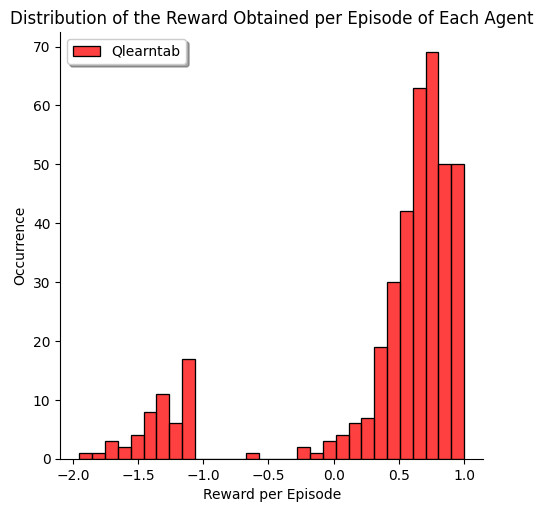 Distribution of the Reward Obtained per Episode of Each Agent
Qlearntab
70
60
50
40
30
20
10
0
Occurrence
−2.0 −1.5 −1.0 −0.5 0.0 0.5 1.0
Reward per Episode